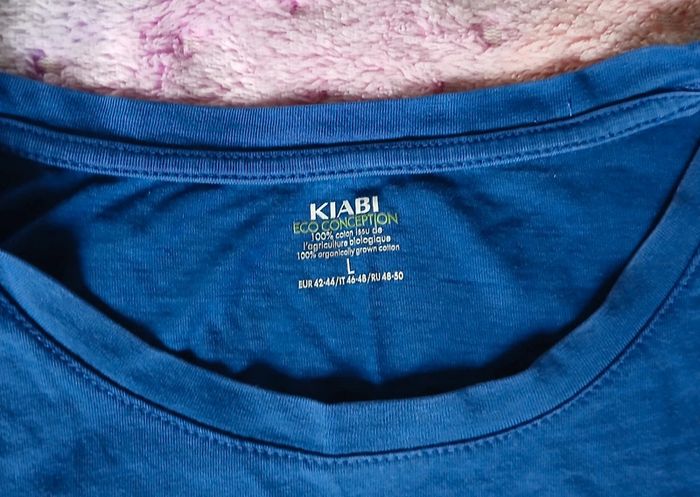 KIABI
ECO CONCEPTION
100% coton issu de
l'agriculture biologique
100% organically grown cotton
L
EUR 42-44/IT 46-48/RU 48-50